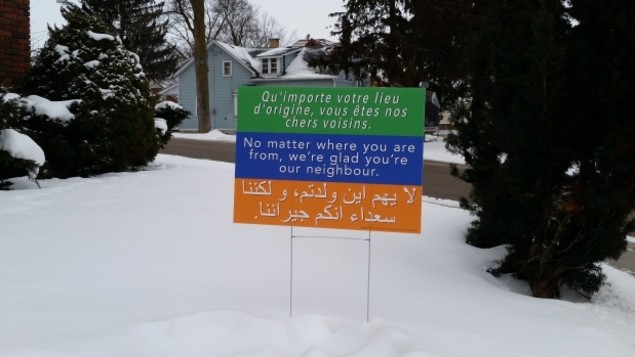 Qu'importe votre lieu
d'origine, vous êtes nos
chers voisins.
No matter where you are
from, we're glad you're
our neighbour.
لا يهم اين ولدتم، و لكننا
سعداء انكم جيراننا.